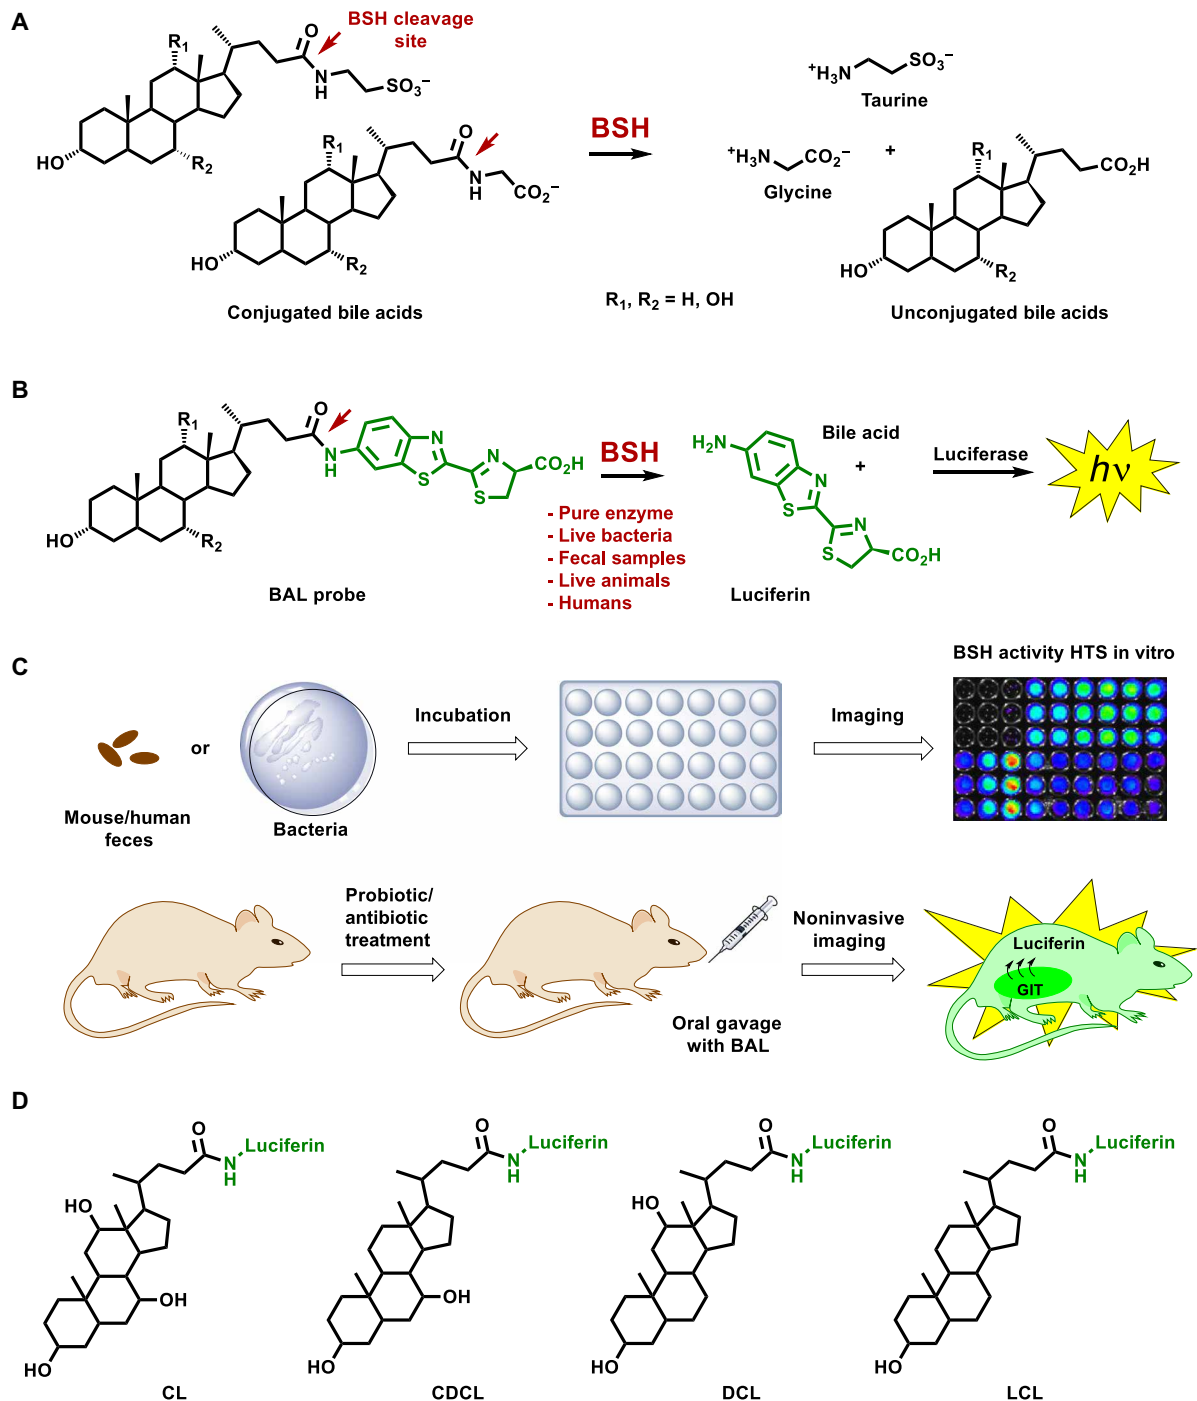 A
BSH cleavage
site
R1
O
N
H
SO3−
HO
R2
R1
O
N
H
CO2−
HO
R2
Conjugated bile acids
BSH
R1, R2 = H, OH
+H3N
SO3−
Taurine
+H3N
CO2−
Glycine
+
R1
CO2H
HO
R2
Unconjugated bile acids
B
R1
O
N
H
N
S
N
S
CO2H
HO
R2
BAL probe
BSH
- Pure enzyme
- Live bacteria
- Fecal samples
- Live animals
- Humans
H2N
N
S
N
S
CO2H
Luciferin
Bile acid
+
Luciferase
hν
C
Mouse/human
feces
or
Bacteria
Incubation
Imaging
BSH activity HTS in vitro
Probiotic/
antibiotic
treatment
Oral gavage
with BAL
Noninvasive
imaging
Luciferin
GIT
D
O
Luciferin
N
H
HO
OH
HO
CL
O
Luciferin
N
H
OH
HO
CDCL
O
Luciferin
N
H
HO
HO
DCL
O
Luciferin
N
H
HO
LCL